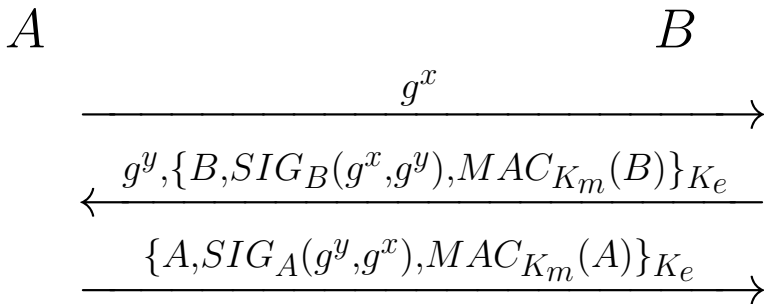 A B
g^x
g^y,{B,SIG_B(g^x,g^y),MAC_{K_m}(B)}_{K_e}
{A,SIG_A(g^y,g^x),MAC_{K_m}(A)}_{K_e}